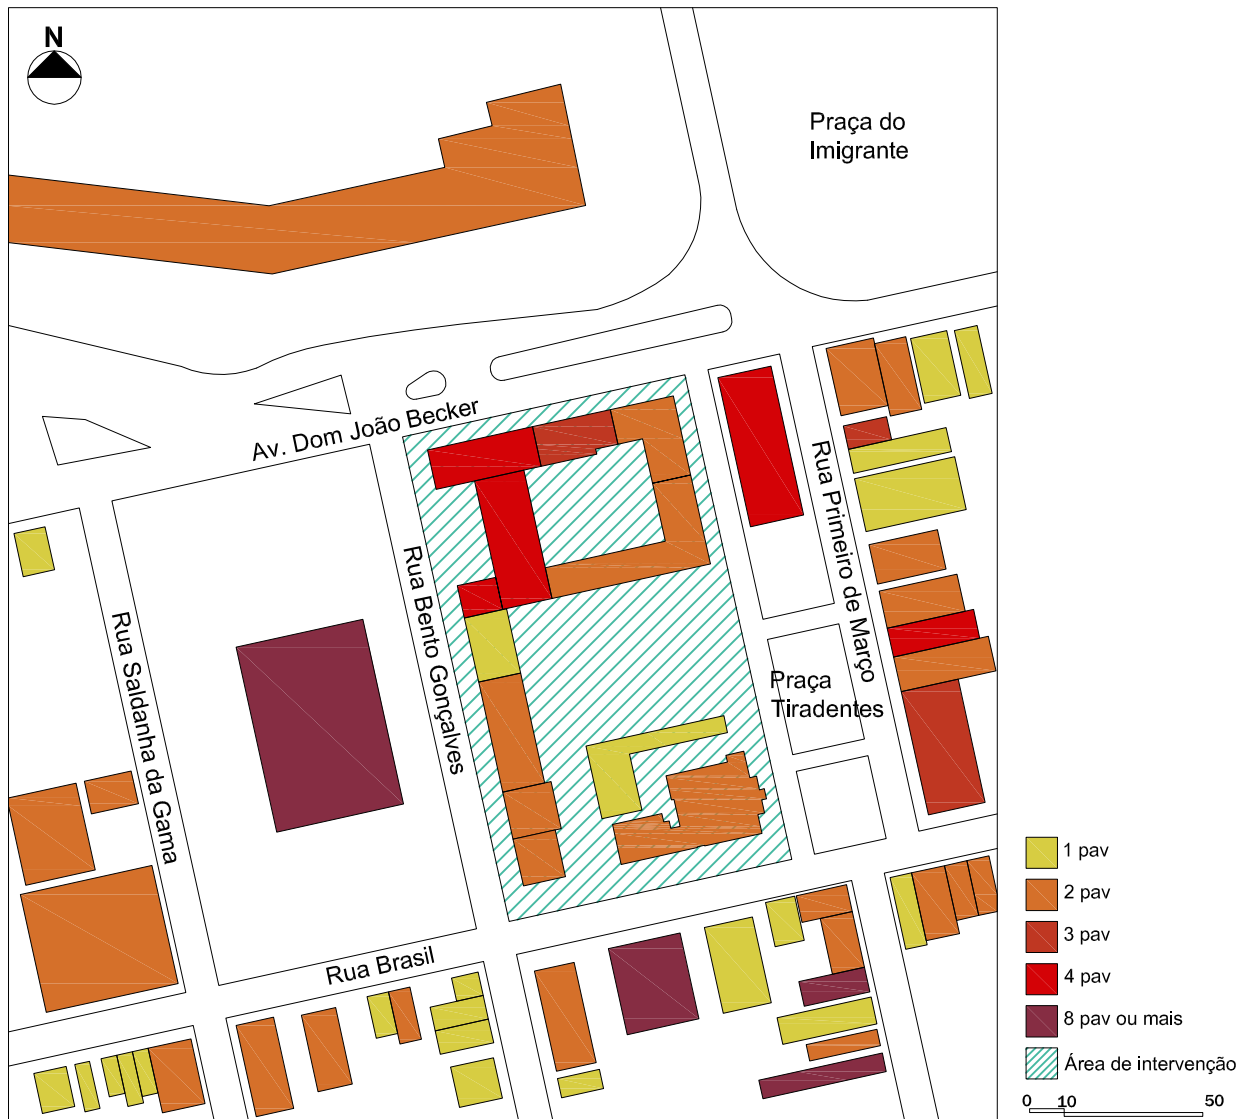 N
Praça do
Imigrante
Av. Dom João Becker
Rua Primeiro de Março
Rua Bento Gonçalves
Rua Saldanha da Gama
Praça
Tiradentes
Rua Brasil
1 pav
2 pav
3 pav
4 pav
8 pav ou mais
Área de intervenção
0 10 50